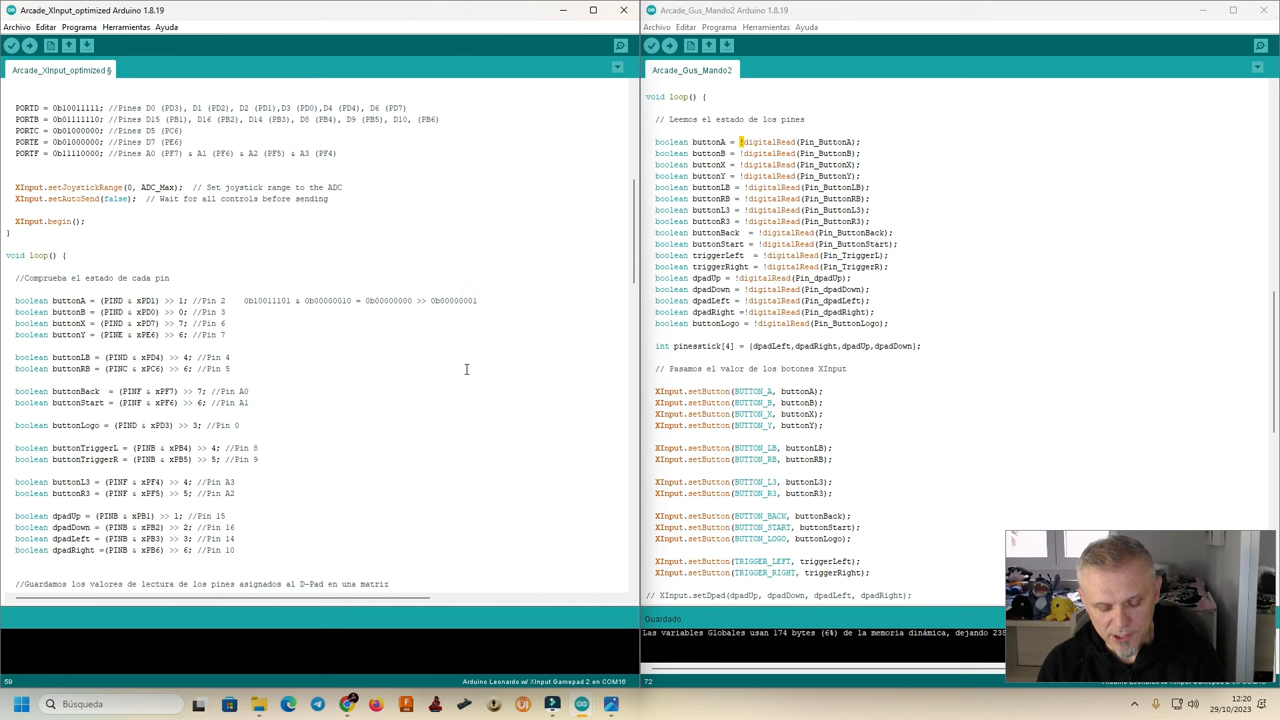 Arcade_XInput_optimized Arduino 1.8.19
Archivo Editar Programa Herramientas Ayuda
Arcade_XInput_optimized §
PORTD = 0b10011111; //Pines D0 (PD3), D1 (PD2), D2 (PD1),D3 (PD0),D4 (PD4), D6 (PD7)
PORTB = 0b01111110; //Pines D15 (PB1), D16 (PB2), D14 (PB3), D8 (PB4), D9 (PB5), D10, (PB6)
PORTC = 0b01000000; //Pines D5 (PC6)
PORTE = 0b01000000; //Pines D7 (PE6)
PORTF = 0b11110000; //Pines A0 (PF7) & A1 (PF6) & A2 (PF5) & A3 (PF4)
XInput.setJoystickRange(0, ADC_Max); // Set joystick range to the ADC
XInput.setAutoSend(false); // Wait for all controls before sending
XInput.begin();
}
void loop() {
//Comprueba el estado de cada pin
boolean buttonA = (PIND & xPD1) >> 1; //Pin 2 0b10011101 & 0b00000010 = 0b00000000 >> 0b00000001
boolean buttonB = (PIND & xPD0) >> 0; //Pin 3
boolean buttonX = (PIND & xPD7) >> 7; //Pin 6
boolean buttonY = (PINE & xPE6) >> 6; //Pin 7
boolean buttonLB = (PIND & xPD4) >> 4; //Pin 4
boolean buttonRB = (PINC & xPC6) >> 6; //Pin 5
boolean buttonBack = (PINF & xPF7) >> 7; //Pin A0
boolean buttonStart = (PINF & xPF6) >> 6; //Pin A1
boolean buttonLogo = (PIND & xPD3) >> 3; //Pin 0
boolean buttonTriggerL = (PINB & xPB4) >> 4; //Pin 8
boolean buttonTriggerR = (PINB & xPB5) >> 5; //Pin 9
boolean buttonL3 = (PINF & xPF4) >> 4; //Pin A3
boolean buttonR3 = (PINF & xPF5) >> 5; //Pin A2
boolean dpadUp = (PINB & xPB1) >> 1; //Pin 15
boolean dpadDown = (PINB & xPB2) >> 2; //Pin 16
boolean dpadLeft = (PINB & xPB3) >> 3; //Pin 14
boolean dpadRight =(PINB & xPB6) >> 6; //Pin 10
//Guardamos los valores de lectura de los pines asignados al D-Pad en una matriz
59
Arduino Leonardo w/ XInput Gamepad 2 en COM16
Arcade_Gus_Mando2 Arduino 1.8.19
Archivo Editar Programa Herramientas Ayuda
Arcade_Gus_Mando2
void loop() {
// Leemos el estado de los pines
boolean buttonA = !digitalRead(Pin_ButtonA);
boolean buttonB = !digitalRead(Pin_ButtonB);
boolean buttonX = !digitalRead(Pin_ButtonX);
boolean buttonY = !digitalRead(Pin_ButtonY);
boolean buttonLB = !digitalRead(Pin_ButtonLB);
boolean buttonRB = !digitalRead(Pin_ButtonRB);
boolean buttonL3 = !digitalRead(Pin_ButtonL3);
boolean buttonR3 = !digitalRead(Pin_ButtonR3);
boolean buttonBack = !digitalRead(Pin_ButtonBack);
boolean buttonStart = !digitalRead(Pin_ButtonStart);
boolean triggerLeft = !digitalRead(Pin_TriggerL);
boolean triggerRight = !digitalRead(Pin_TriggerR);
boolean dpadUp = !digitalRead(Pin_dpadUp);
boolean dpadDown = !digitalRead(Pin_dpadDown);
boolean dpadLeft = !digitalRead(Pin_dpadLeft);
boolean dpadRight =!digitalRead(Pin_dpadRight);
boolean buttonLogo = !digitalRead(Pin_ButtonLogo);
int pinesstick[4] = {dpadLeft,dpadRight,dpadUp,dpadDown};
// Pasamos el valor de los botones XInput
XInput.setButton(BUTTON_A, buttonA);
XInput.setButton(BUTTON_B, buttonB);
XInput.setButton(BUTTON_X, buttonX);
XInput.setButton(BUTTON_Y, buttonY);
XInput.setButton(BUTTON_LB, buttonLB);
XInput.setButton(BUTTON_RB, buttonRB);
XInput.setButton(BUTTON_L3, buttonL3);
XInput.setButton(BUTTON_R3, buttonR3);
XInput.setButton(BUTTON_BACK, buttonBack);
XInput.setButton(BUTTON_START, buttonStart);
XInput.setButton(BUTTON_LOGO, buttonLogo);
XInput.setButton(TRIGGER_LEFT, triggerLeft);
XInput.setButton(TRIGGER_RIGHT, triggerRight);
// XInput.setDpad(dpadUp, dpadDown, dpadLeft, dpadRight);
Guardado.
Las variables Globales usan 174 bytes (6%) de la memoria dinámica, dejando 238
72
Búsqueda
12:20
29/10/2023